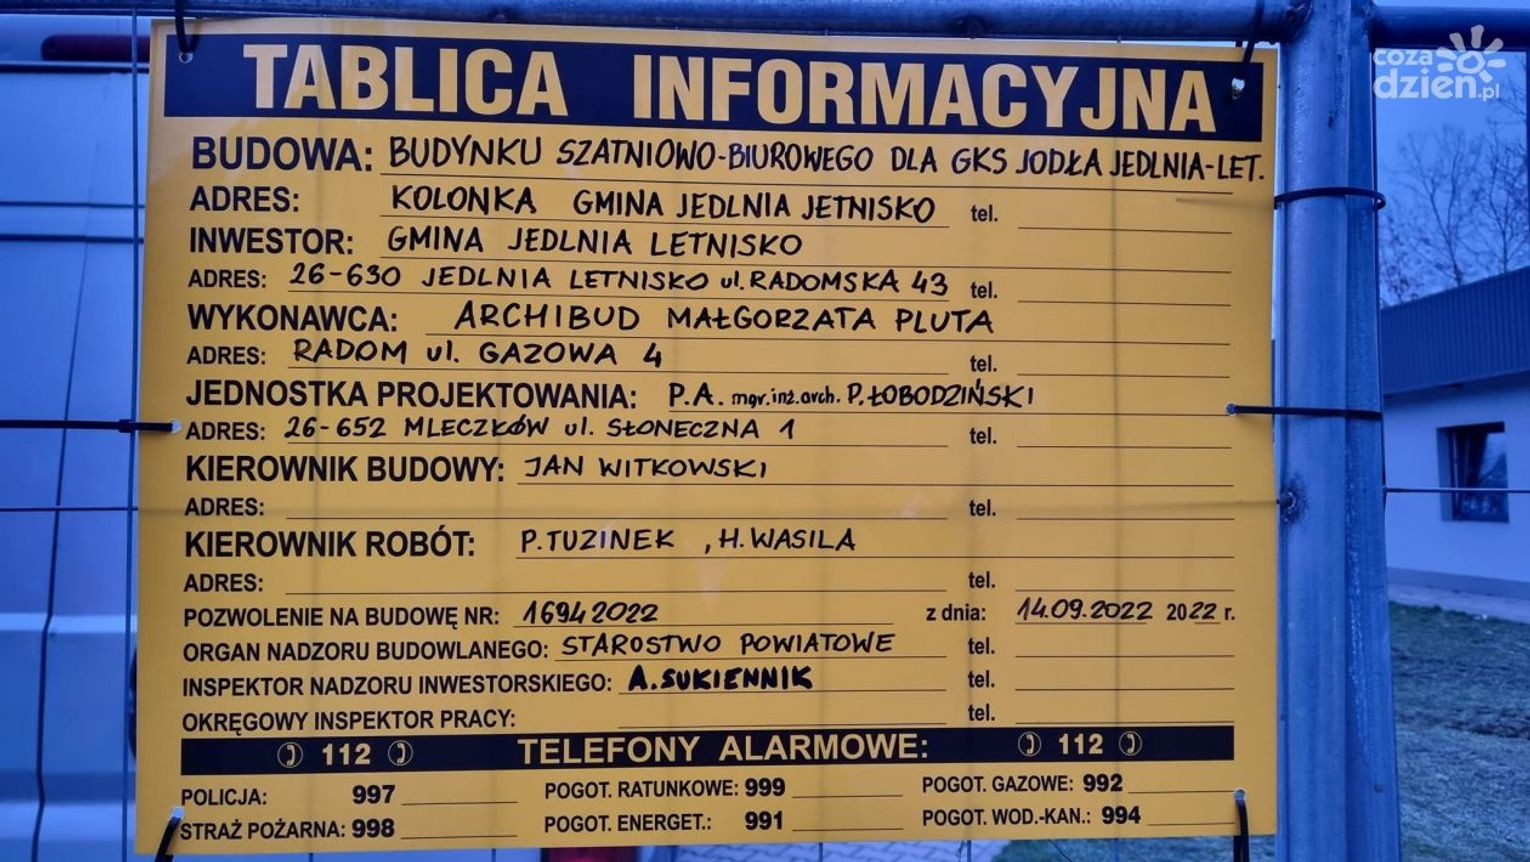 coza
dzien.pl
TABLICA INFORMACYJNA
BUDOWA: BUDYNKU SZATNIOWO-BIUROWEGO DLA GKS JODŁA JEDLNIA-LET.
ADRES: KOLONKA GMINA JEDLNIA JETNISKO tel.
INWESTOR: GMINA JEDLNIA LETNISKO
ADRES: 26-630 JEDLNIA LETNISKO ul. RADOMSKA 43 tel.
WYKONAWCA: ARCHIBUD MAŁGORZATA PLUTA
ADRES: RADOM ul. GAZOWA 4 tel.
JEDNOSTKA PROJEKTOWANIA: P.A. mgr.inż.arch. P.ŁOBODZIŃSKI
ADRES: 26-652 MLECZKÓW ul. SŁONECZNA 1 tel.
KIEROWNIK BUDOWY: JAN WITKOWSKI
ADRES: tel.
KIEROWNIK ROBÓT: P.TUZINEK , H.WASILA
ADRES: tel.
POZWOLENIE NA BUDOWĘ NR: 16942022 z dnia: 14.09.2022 2022 r.
ORGAN NADZORU BUDOWLANEGO: STAROSTWO POWIATOWE tel.
INSPEKTOR NADZORU INWESTORSKIEGO: A.SUKIENNIK tel.
OKRĘGOWY INSPEKTOR PRACY: tel.
112 TELEFONY ALARMOWE: 112
POLICJA: 997 POGOT. RATUNKOWE: 999 POGOT. GAZOWE: 992
STRAŻ POŻARNA: 998 POGOT. ENERGET.: 991 POGOT. WOD.-KAN.: 994